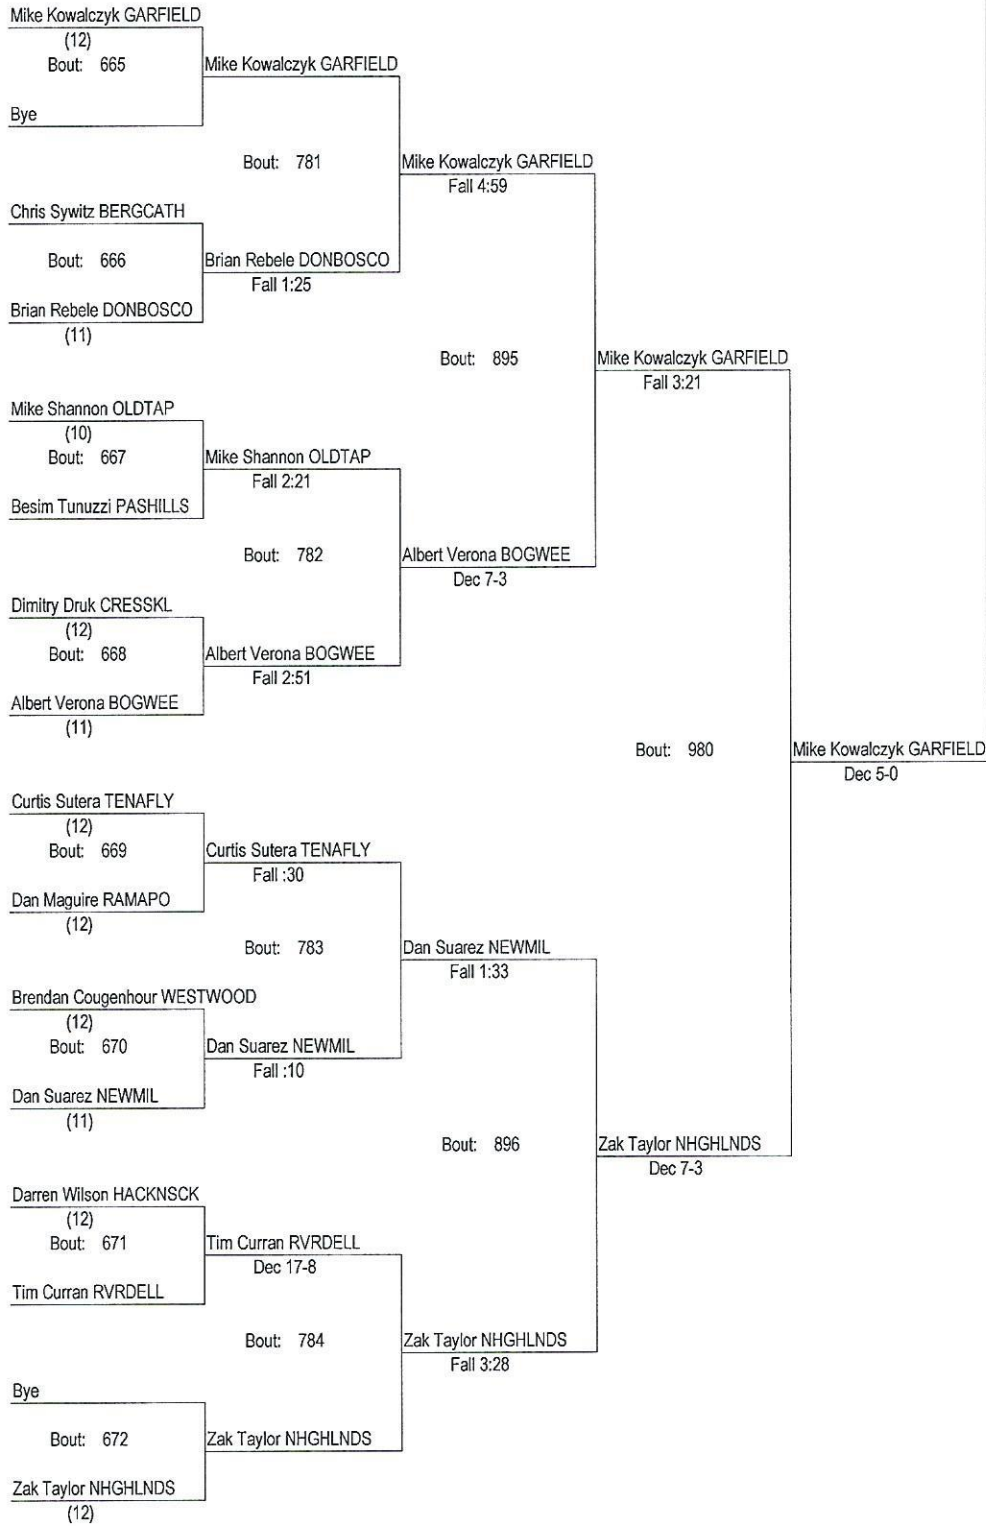 Mike Kowalczyk GARFIELD
(12)
Bout: 665
Mike Kowalczyk GARFIELD
Bye
Bout: 781
Mike Kowalczyk GARFIELD
Fall 4:59
Chris Sywitz BERGCATH
Bout: 666
Brian Rebele DONBOSCO
Fall 1:25
Brian Rebele DONBOSCO
(11)
Bout: 895
Mike Kowalczyk GARFIELD
Fall 3:21
Mike Shannon OLDTAP
(10)
Bout: 667
Mike Shannon OLDTAP
Fall 2:21
Besim Tunuzzi PASHILLS
Bout: 782
Albert Verona BOGWEE
Dec 7-3
Dimitry Druk CRESSKL
(12)
Bout: 668
Albert Verona BOGWEE
Fall 2:51
Albert Verona BOGWEE
(11)
Bout: 980
Mike Kowalczyk GARFIELD
Dec 5-0
Curtis Sutera TENAFLY
(12)
Bout: 669
Curtis Sutera TENAFLY
Fall :30
Dan Maguire RAMAPO
(12)
Bout: 783
Dan Suarez NEWMIL
Fall 1:33
Brendan Cougenhour WESTWOOD
(12)
Bout: 670
Dan Suarez NEWMIL
Fall :10
Dan Suarez NEWMIL
(11)
Bout: 896
Zak Taylor NHGHLNDS
Dec 7-3
Darren Wilson HACKNSCK
(12)
Bout: 671
Tim Curran RVRDELL
Dec 17-8
Tim Curran RVRDELL
Bout: 784
Zak Taylor NHGHLNDS
Fall 3:28
Bye
Bout: 672
Zak Taylor NHGHLNDS
Zak Taylor NHGHLNDS
(12)